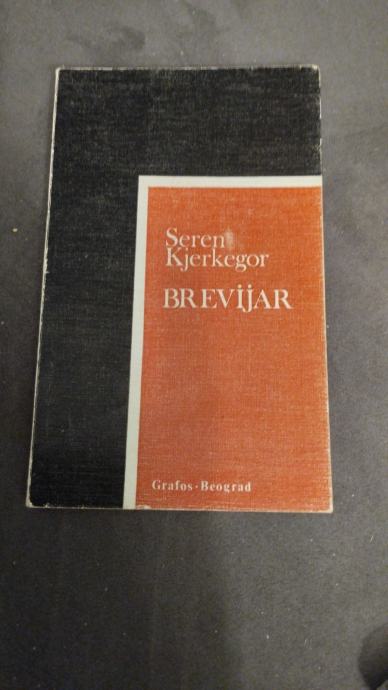 Seren
Kjerkegor
BREVIJAR
Grafos · Beograd